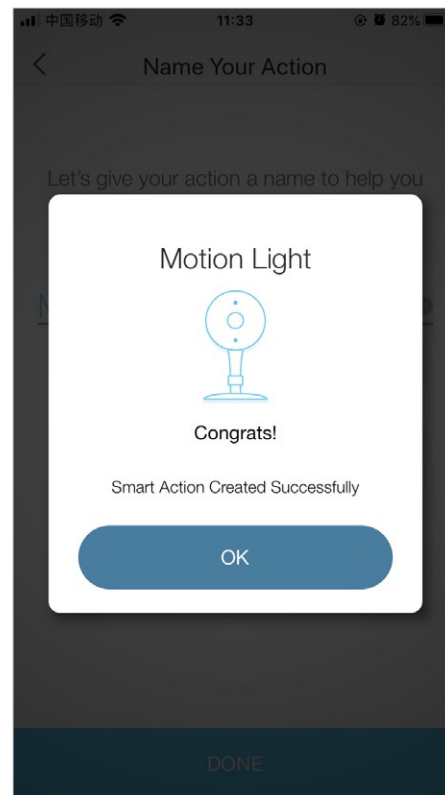 中国移动
11:33
82%
Name Your Action
Let's give your action a name to help you
Motion Light
Congrats!
Smart Action Created Successfully
OK
DONE